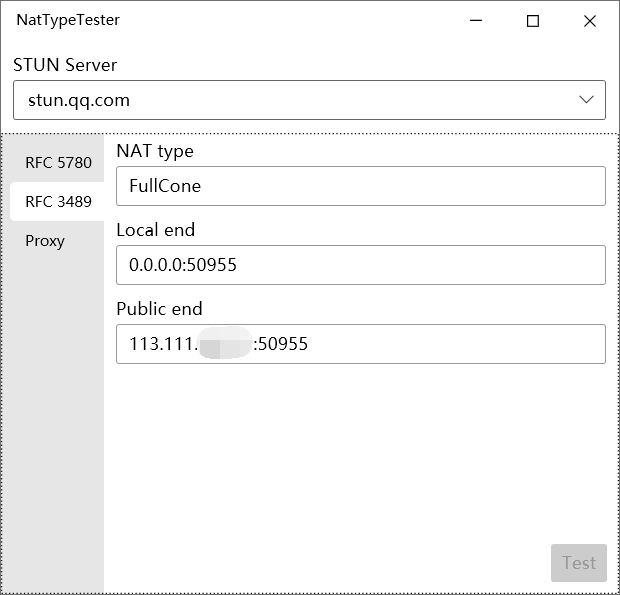 NatTypeTester
STUN Server
stun.qq.com
RFC 5780
RFC 3489
Proxy
NAT type
FullCone
Local end
0.0.0.0:50955
Public end
113.111. :50955
Test